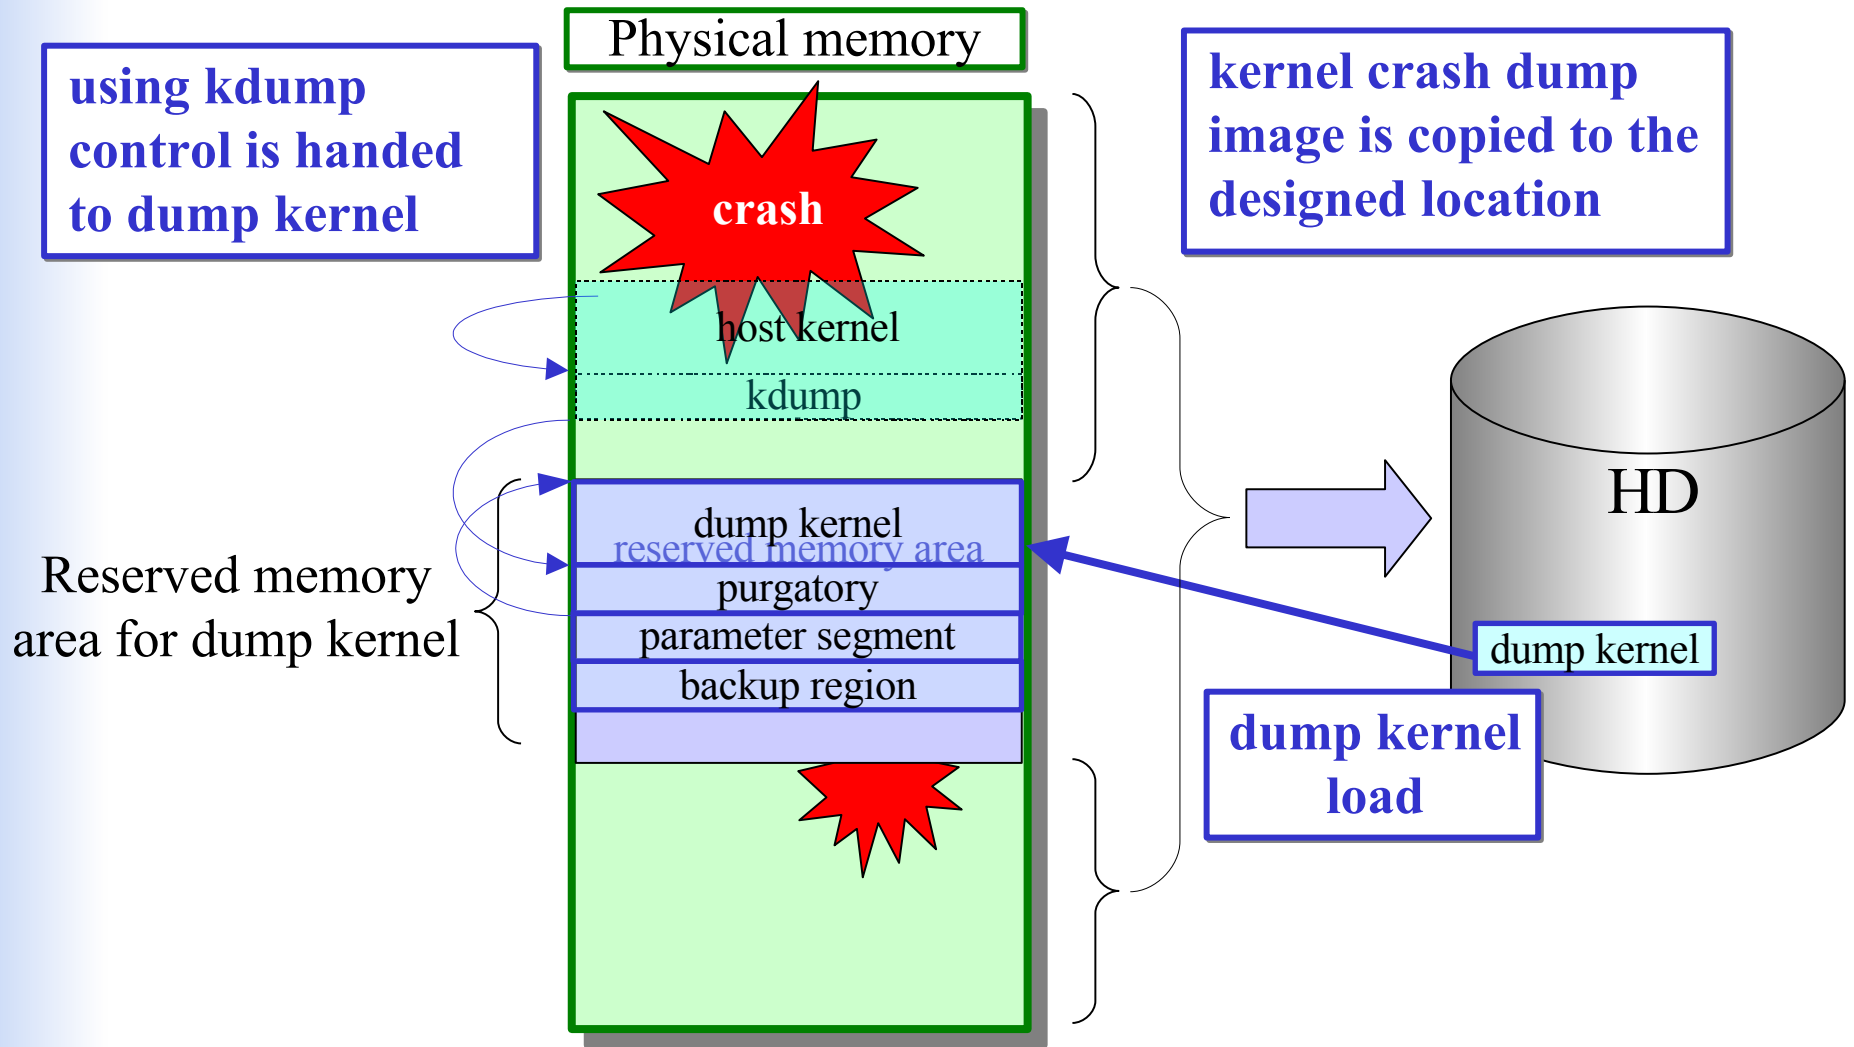 Physical memory
using kdump
control is handed
to dump kernel
kernel crash dump
image is copied to the
designed location
crash
host kernel
kdump
HD
dump kernel
reserved memory area
purgatory
parameter segment
backup region
Reserved memory
area for dump kernel
dump kernel
dump kernel
load